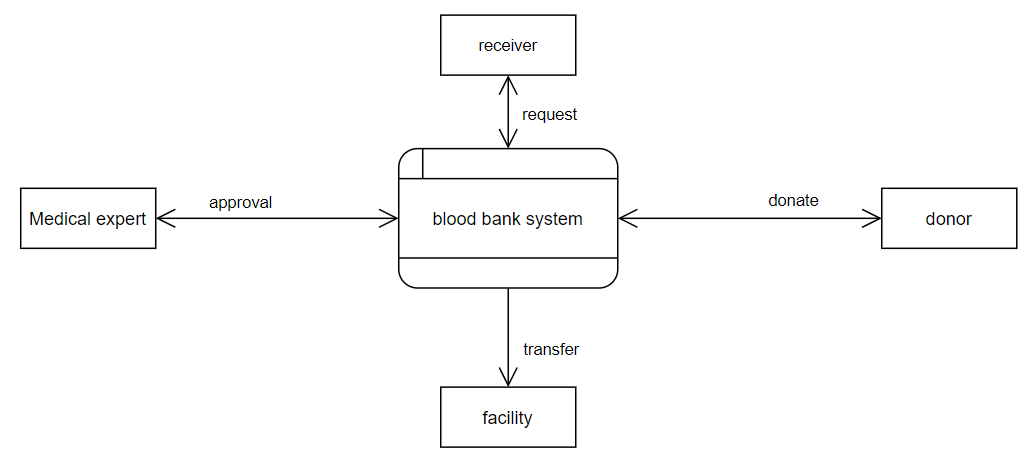 receiver
request
approval
donate
Medical expert
blood bank system
donor
transfer
facility